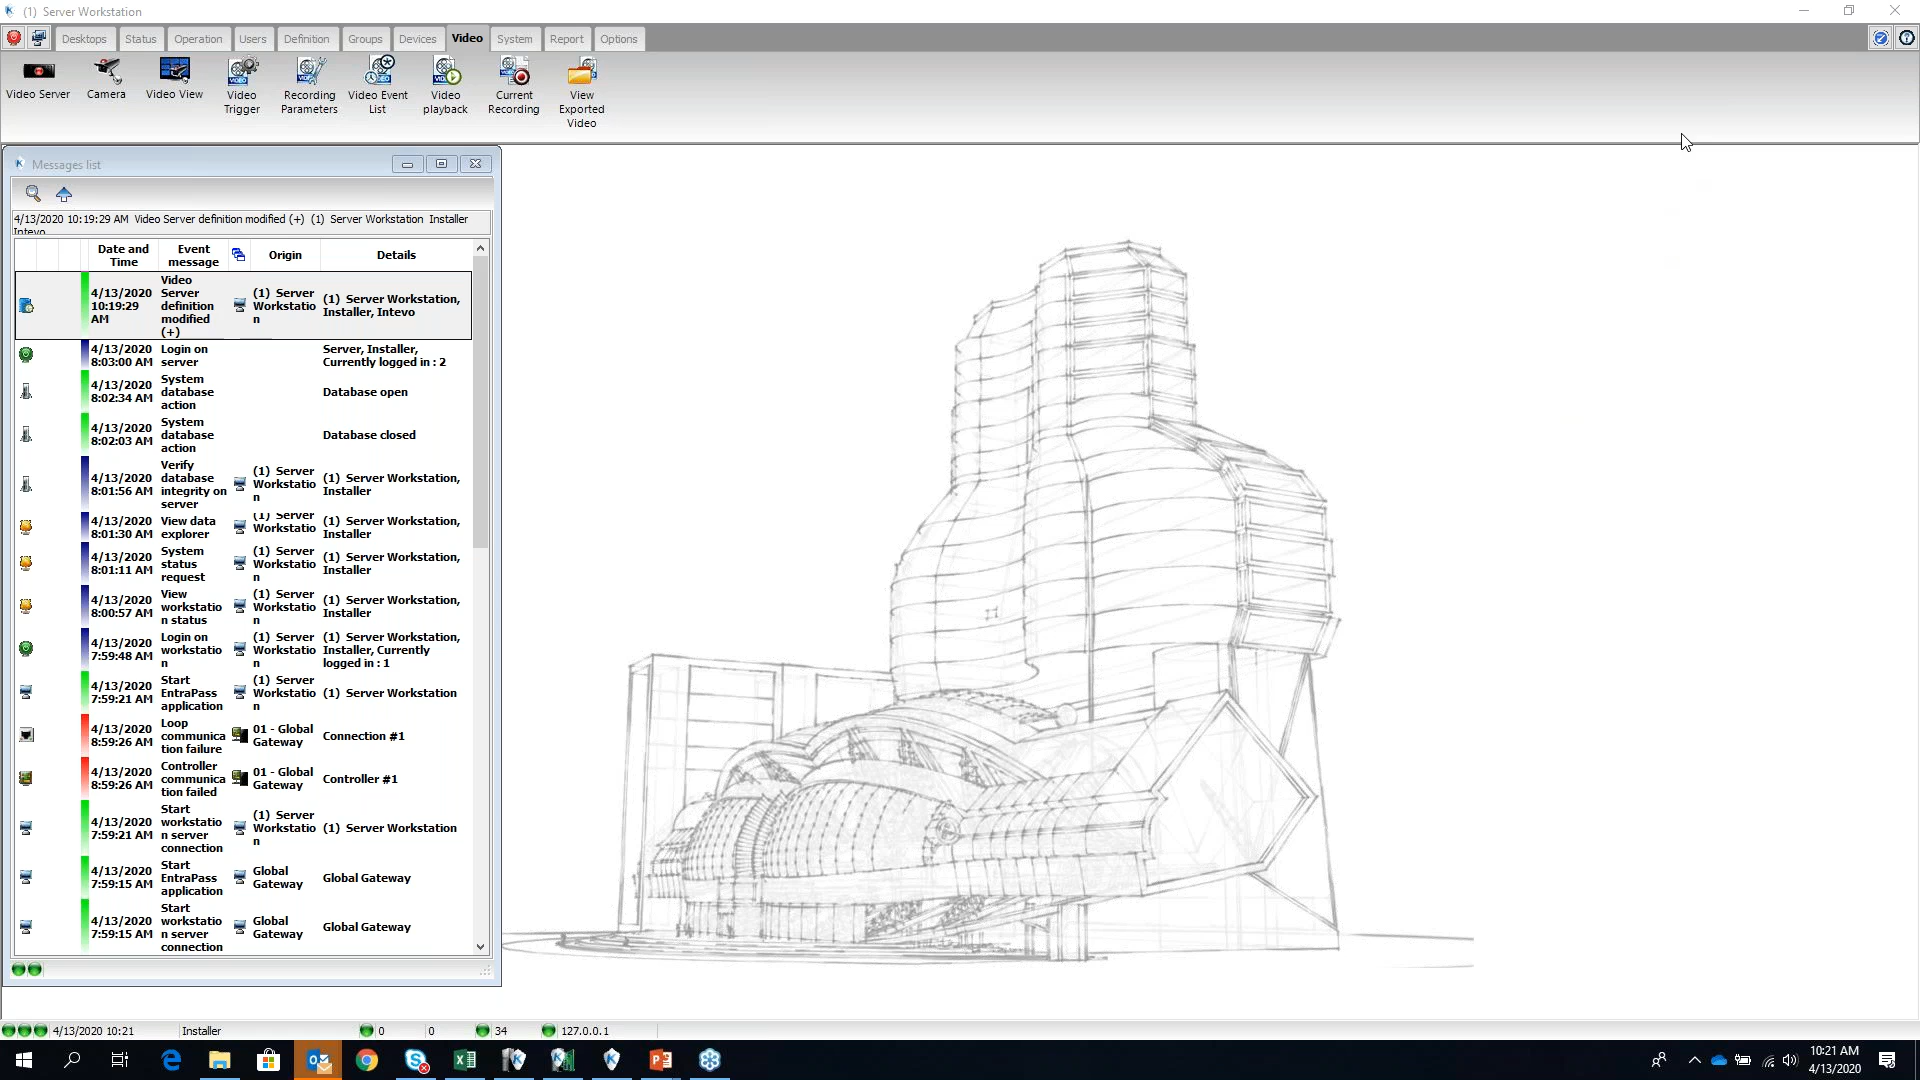 (1) Server Workstation
Desktops Status Operation Users Definition Groups Devices Video System Report Options
Video Server
Camera
Video View
Video
Trigger
Recording
Parameters
Video Event
List
Video
playback
Current
Recording
View
Exported
Video
Messages list
4/13/2020 10:19:29 AM Video Server definition modified (+) (1) Server Workstation Installer
Intevo
Date and
Time
Event
message
Origin
Details
4/13/2020
10:19:29
AM
Video
Server
definition
modified
(+)
(1) Server
Workstatio
n
(1) Server Workstation,
Installer, Intevo
4/13/2020
8:03:00 AM
Login on
server
Server, Installer,
Currently logged in : 2
4/13/2020
8:02:34 AM
System
database
action
Database open
4/13/2020
8:02:03 AM
System
database
action
Database closed
4/13/2020
8:01:56 AM
Verify
database
integrity on
server
(1) Server
Workstatio
n
(1) Server Workstation,
Installer
4/13/2020
8:01:30 AM
View data
explorer
(1) Server
Workstatio
(1) Server Workstation,
Installer
4/13/2020
8:01:11 AM
System
status
request
(1) Server
Workstatio
n
(1) Server Workstation,
Installer
4/13/2020
8:00:57 AM
View
workstatio
n status
(1) Server
Workstatio
n
(1) Server Workstation,
Installer
4/13/2020
7:59:48 AM
Login on
workstatio
n
(1) Server
Workstatio
n
(1) Server Workstation,
Installer, Currently
logged in : 1
4/13/2020
7:59:21 AM
Start
EntraPass
application
(1) Server
Workstatio
n
(1) Server Workstation
4/13/2020
8:59:26 AM
Loop
communica
tion failure
01 - Global
Gateway
Connection #1
4/13/2020
8:59:26 AM
Controller
communica
tion failed
01 - Global
Gateway
Controller #1
4/13/2020
7:59:21 AM
Start
workstatio
n server
connection
(1) Server
Workstatio
n
(1) Server Workstation
4/13/2020
7:59:15 AM
Start
EntraPass
application
Global
Gateway
Global Gateway
4/13/2020
7:59:15 AM
Start
workstatio
n server
connection
Global
Gateway
Global Gateway
4/13/2020 10:21 Installer 0 0 34 127.0.0.1
10:21 AM
4/13/2020